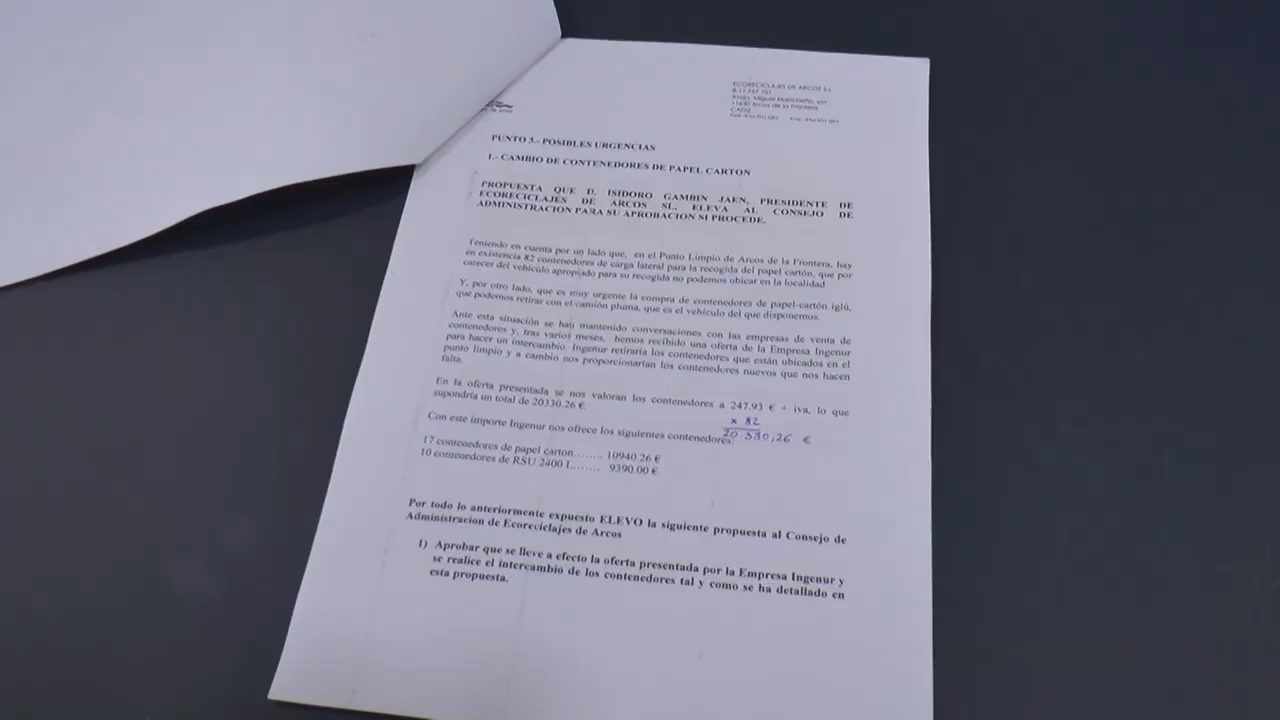 ECORECICLAJES DE ARCOS S.L.
B-11.757.101
Avda. Miguel Mancheño, s/n
11630 Arcos de la Frontera
CADIZ
PUNTO 3.- POSIBLES URGENCIAS
1.- CAMBIO DE CONTENEDORES DE PAPEL CARTON
PROPUESTA QUE D. ISIDORO GAMBIN JAEN, PRESIDENTE DE
ECORECICLAJES DE ARCOS SL, ELEVA AL CONSEJO DE
ADMINISTRACION PARA SU APROBACION SI PROCEDE.
Teniendo en cuenta por un lado que, en el Punto Limpio de Arcos de la Frontera, hay
en existencia 82 contenedores de carga lateral para la recogida del papel cartón, que por
carecer del vehículo apropiado para su recogida no podemos ubicar en la localidad
Y, por otro lado, que es muy urgente la compra de contenedores de papel-cartón iglú,
que podemos retirar con el camión pluma, que es el vehículo del que disponemos.
Ante esta situación se han mantenido conversaciones con las empresas de venta de
contenedores y, tras varios meses, hemos recibido una oferta de la Empresa Ingenur
para hacer un intercambio. Ingenur retiraría los contenedores que están ubicados en el
punto limpio y a cambio nos proporcionarían los contenedores nuevos que nos hacen
falta.
En la oferta presentada se nos valoran los contenedores a 247.93 € + iva, lo que
supondría un total de 20330.26 €
x 82
20 330,26 €
Con este importe Ingenur nos ofrece los siguientes contenedores:
17 contenedores de papel carton........ 10940.26 €
10 contenedores de RSU 2400 L....... 9390.00 €
Por todo lo anteriormente expuesto ELEVO la siguiente propuesta al Consejo de
Administracion de Ecoreciclajes de Arcos
1) Aprobar que se lleve a efecto la oferta presentada por la Empresa Ingenur y
se realice el intercambio de los contenedores tal y como se ha detallado en
esta propuesta.